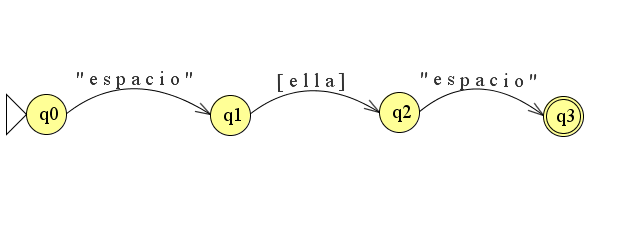 "espacio" [ella] "espacio"
q0 q1 q2 q3